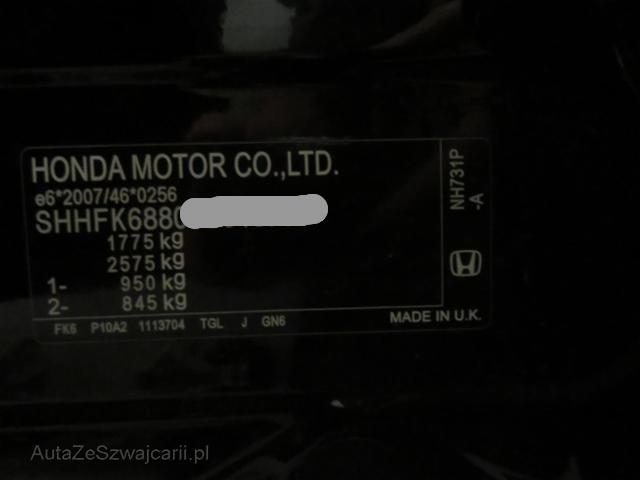 HONDA MOTOR CO.,LTD.
e6*2007/46*0256
SHHFK6880
1775 kg
2575 kg
1- 950 kg
2- 845 kg
FK6 P10A2 1113704 TGL J GN6
MADE IN U.K.
NH731P
-A
AutaZeSzwajcarii.pl